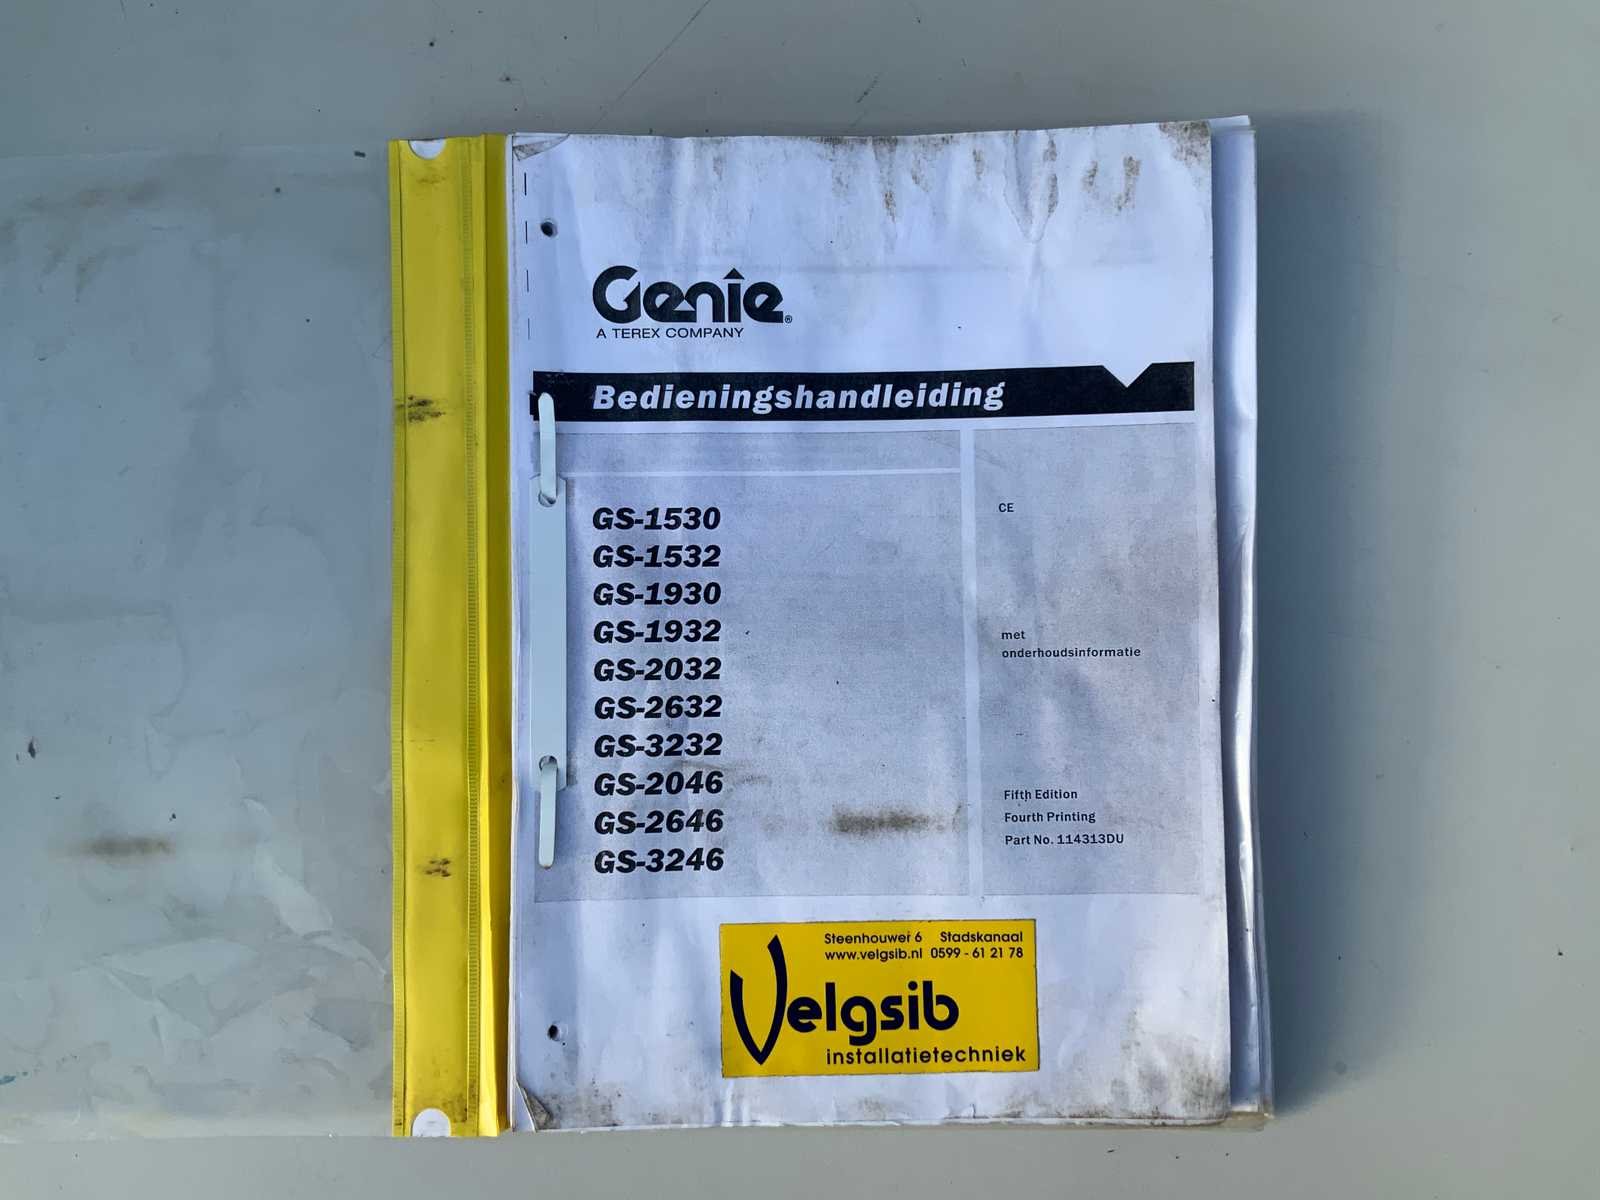 Genie®
A TEREX COMPANY
Bedieningshandleiding
GS-1530
GS-1532
GS-1930
GS-1932
GS-2032
GS-2632
GS-3232
GS-2046
GS-2646
GS-3246
CE
met
onderhoudsinformatie
Fifth Edition
Fourth Printing
Part No. 114313DU
Steenhouwer 6 Stadskanaal
www.velgsib.nl 0599 - 61 21 78
Velgsib
installatietechniek